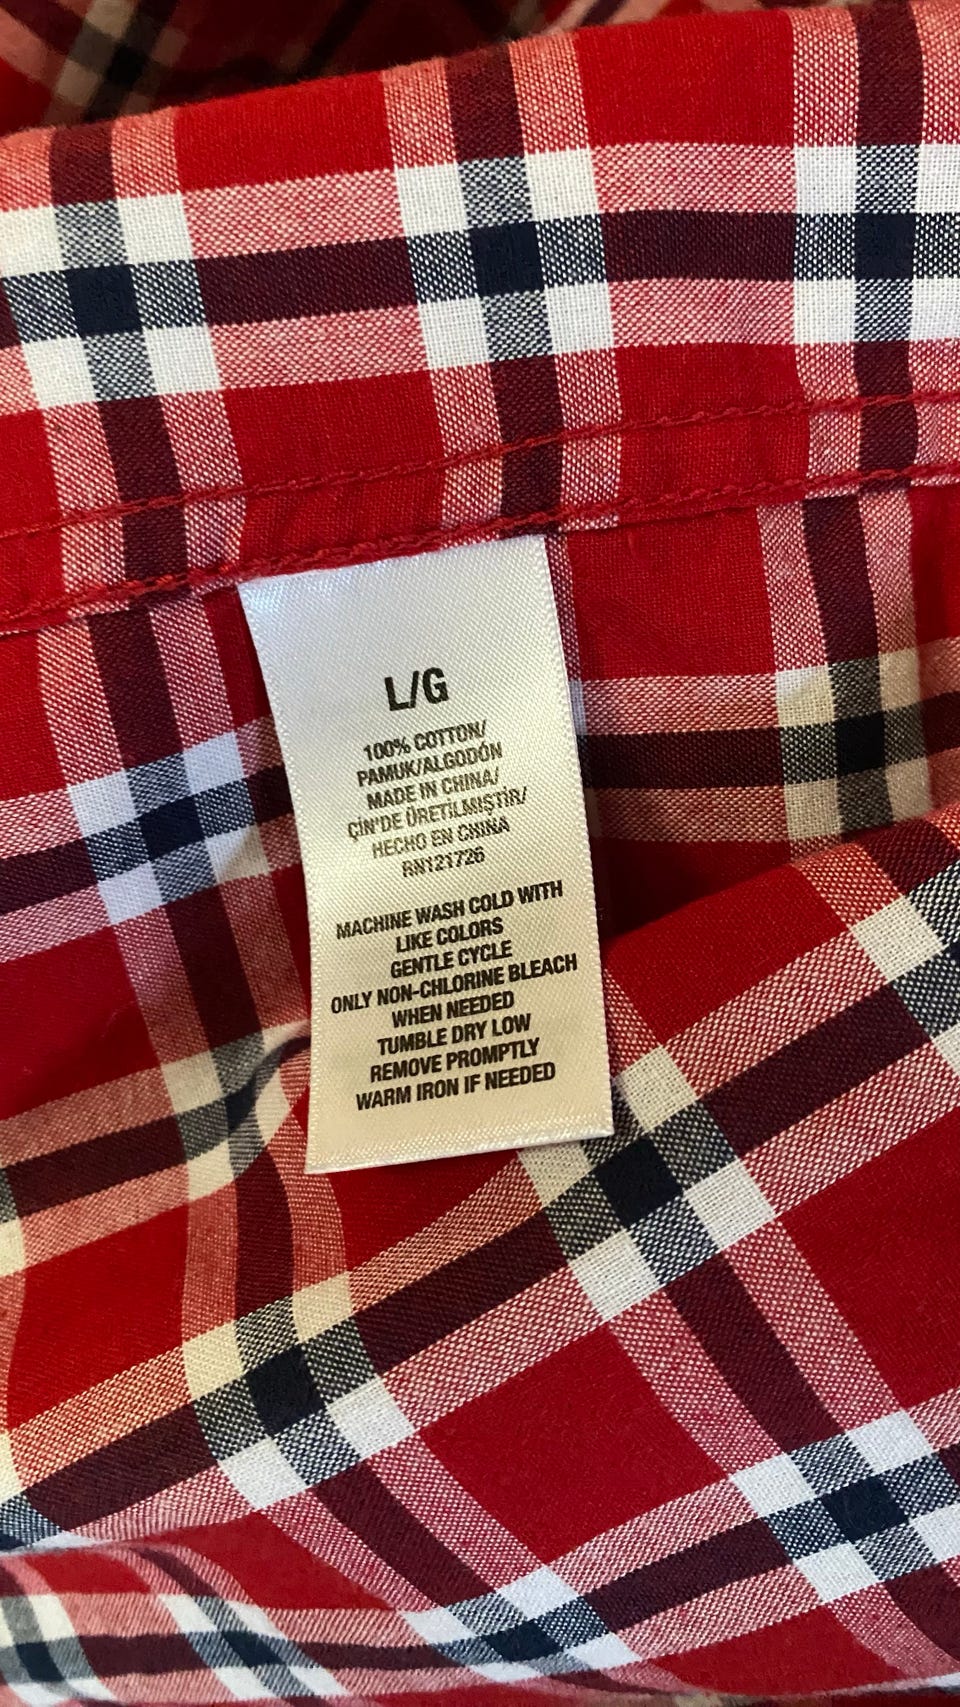 L/G
100% COTTON/
PAMUK/ALGODÓN
MADE IN CHINA/
ÇİN'DE ÜRETİLMİŞTİR/
HECHO EN CHINA
RN121726
MACHINE WASH COLD WITH
LIKE COLORS
GENTLE CYCLE
ONLY NON-CHLORINE BLEACH
WHEN NEEDED
TUMBLE DRY LOW
REMOVE PROMPTLY
WARM IRON IF NEEDED